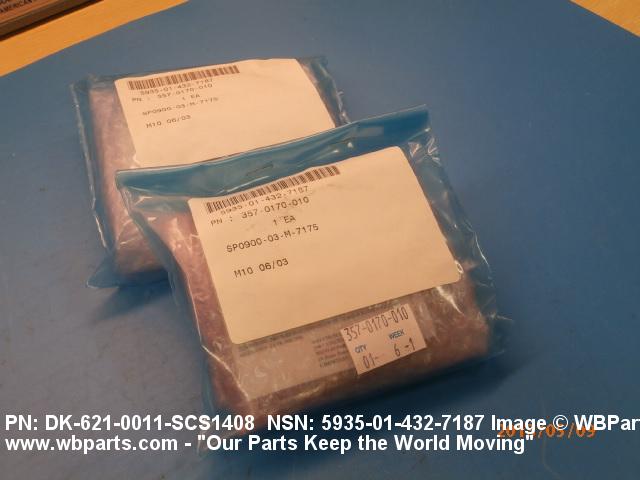 AMERICAN
5935-01-432-7187
PN : 357-0170-010
1 EA
SP0900-03-M-7175
M10 06/03
5935-01-432-7187
PN : 357-0170-010
1 EA
SP0900-03-M-7175
M10 06/03
357-0170-010
QTY WEEK
01- 6-1
PN: DK-621-0011-SCS1408 NSN: 5935-01-432-7187 Image © WBPar
www.wbparts.com - "Our Parts Keep the World Moving"